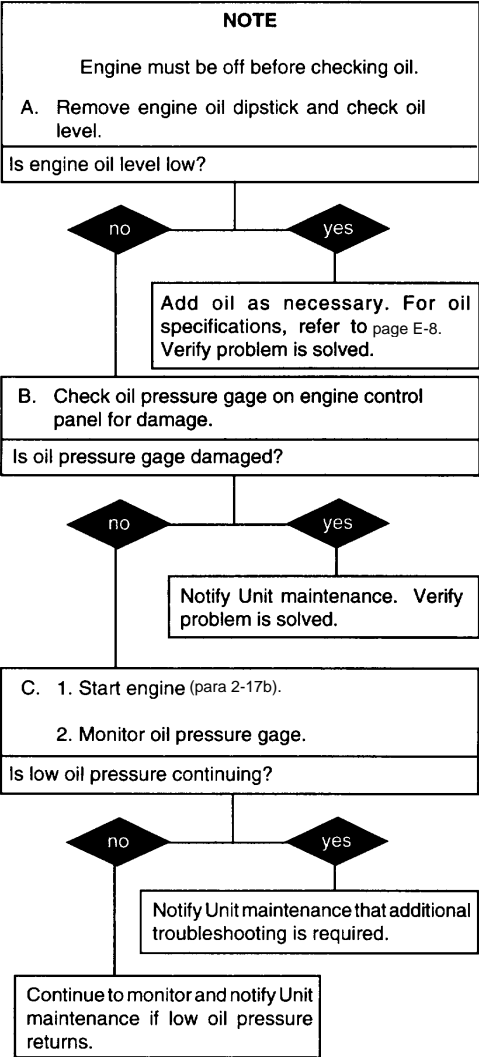 NOTE
Engine must be off before checking oil.
A. Remove engine oil dipstick and check oil
level.
Is engine oil level low?
no
yes
Add oil as necessary. For oil
specifications, refer to page E-8.
Verify problem is solved.
B. Check oil pressure gage on engine control
panel for damage.
Is oil pressure gage damaged?
no
yes
Notify Unit maintenance. Verify
problem is solved.
C. 1. Start engine (para 2-17b).
2. Monitor oil pressure gage.
Is low oil pressure continuing?
no
yes
Notify Unit maintenance that additional
troubleshooting is required.
Continue to monitor and notify Unit
maintenance if low oil pressure
returns.